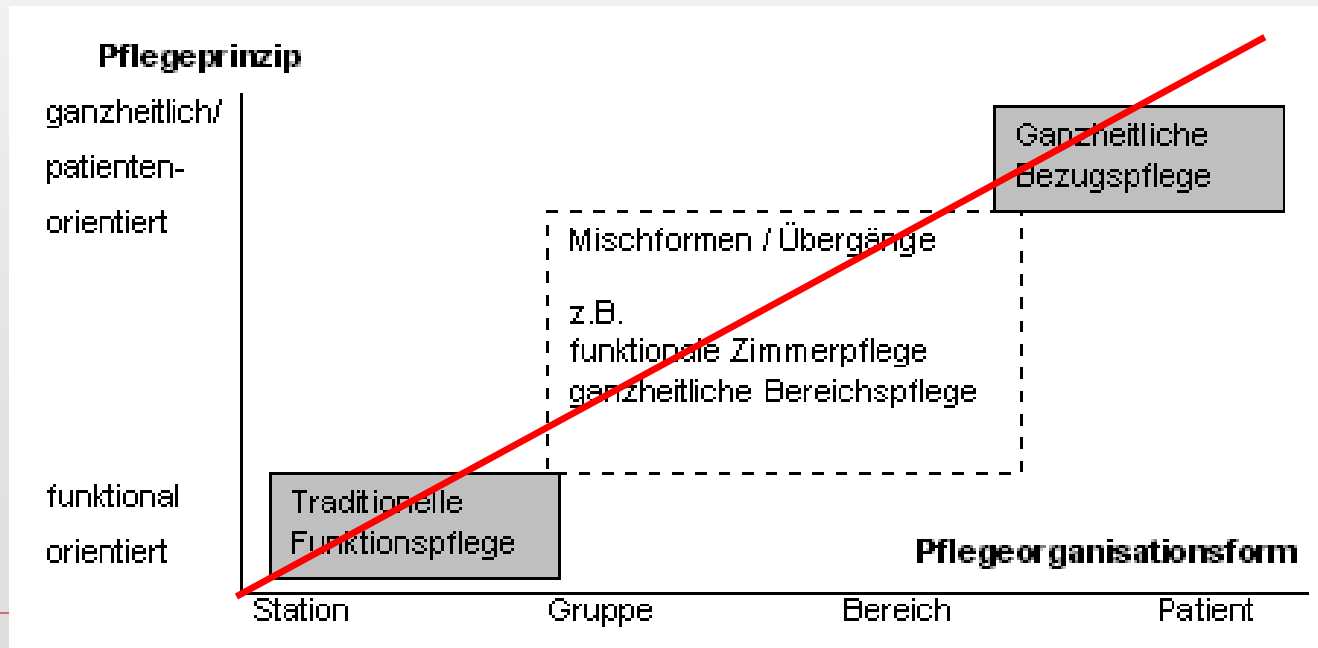 Pflegeprinzip
ganzheitlich/
patienten-
orientiert
Ganzheitliche
Bezugspflege
Mischformen / Übergänge
z.B.
funktionale Zimmerpflege
ganzheitliche Bereichspflege
funktional
orientiert
Traditionelle
Funktionspflege
Pflegeorganisationsform
Station Gruppe Bereich Patient